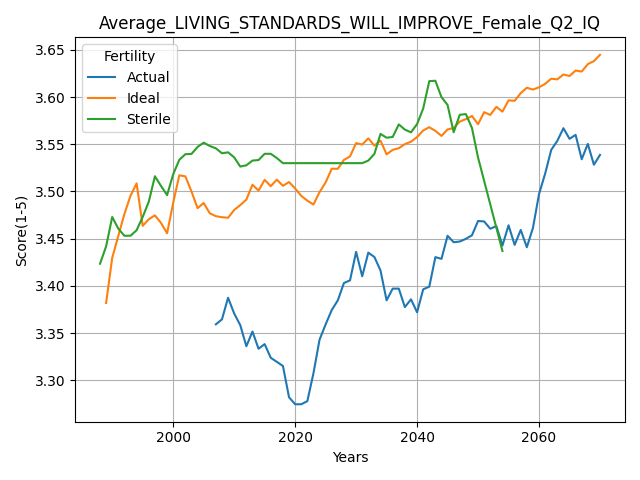 Average_LIVING_STANDARDS_WILL_IMPROVE_Female_Q2_IQ
Fertility
Actual
Ideal
Sterile
Score(1-5)
3.65
3.60
3.55
3.50
3.45
3.40
3.35
3.30
2000
2020
2040
2060
Years